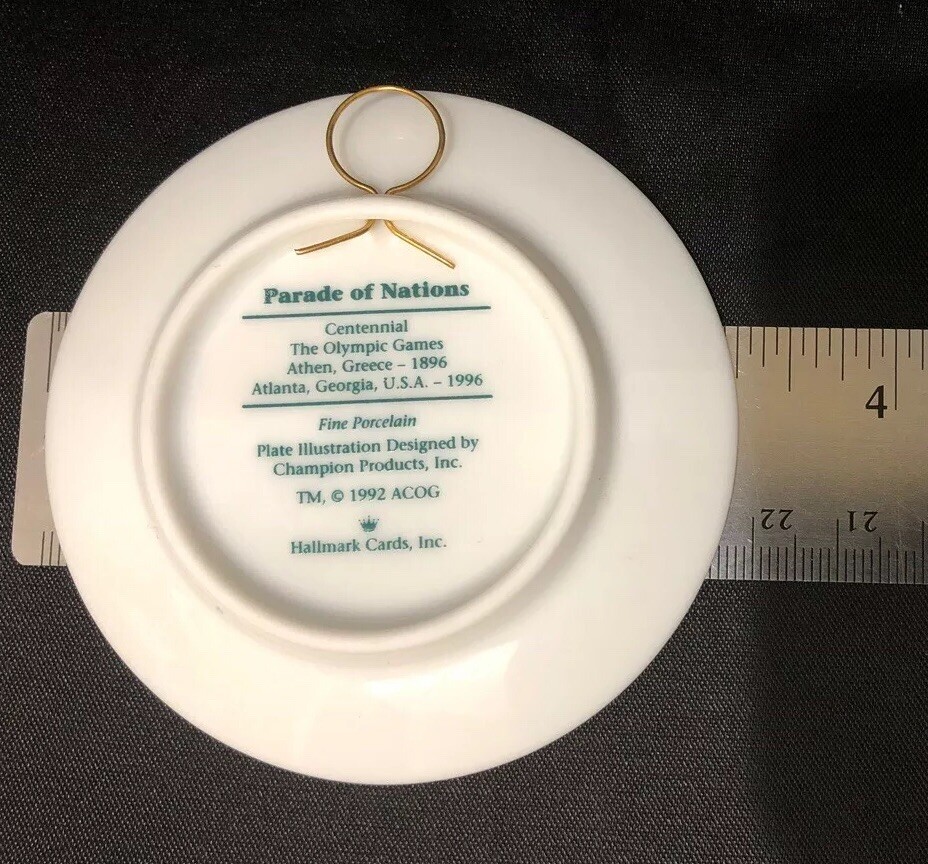 Parade of Nations
Centennial
The Olympic Games
Athen, Greece – 1896
Atlanta, Georgia, U.S.A. – 1996
Fine Porcelain
Plate Illustration Designed by
Champion Products, Inc.
TM, © 1992 ACOG
Hallmark Cards, Inc.
4
22 21